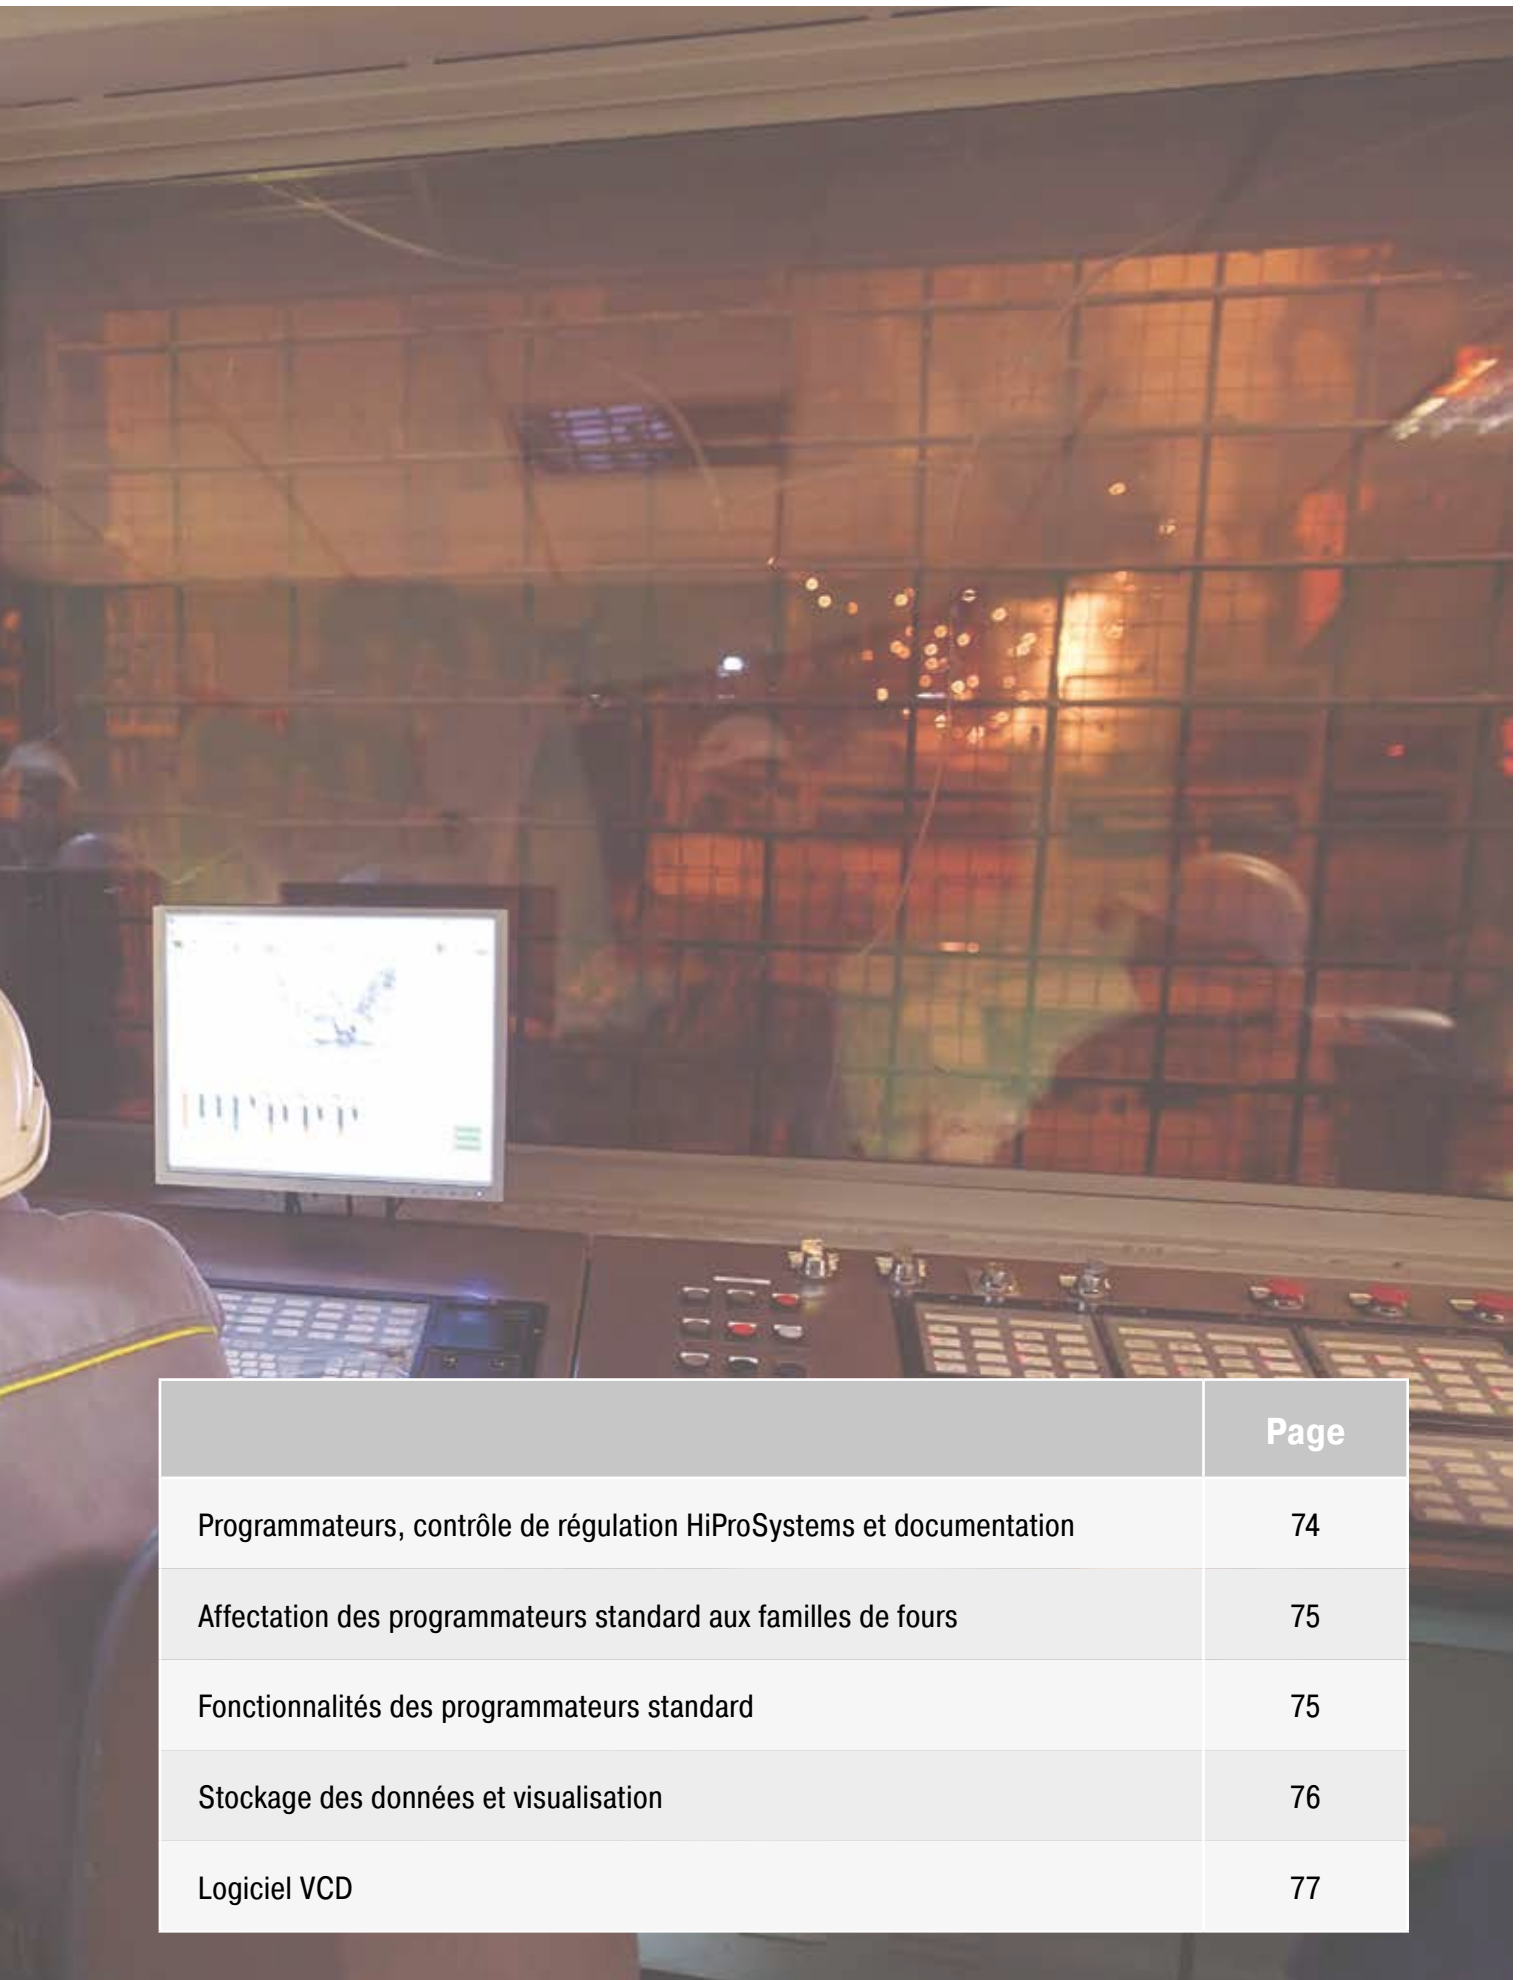 Page
Programmateurs, contrôle de régulation HiProSystems et documentation 74
Affectation des programmateurs standard aux familles de fours 75
Fonctionnalités des programmateurs standard 75
Stockage des données et visualisation 76
Logiciel VCD 77